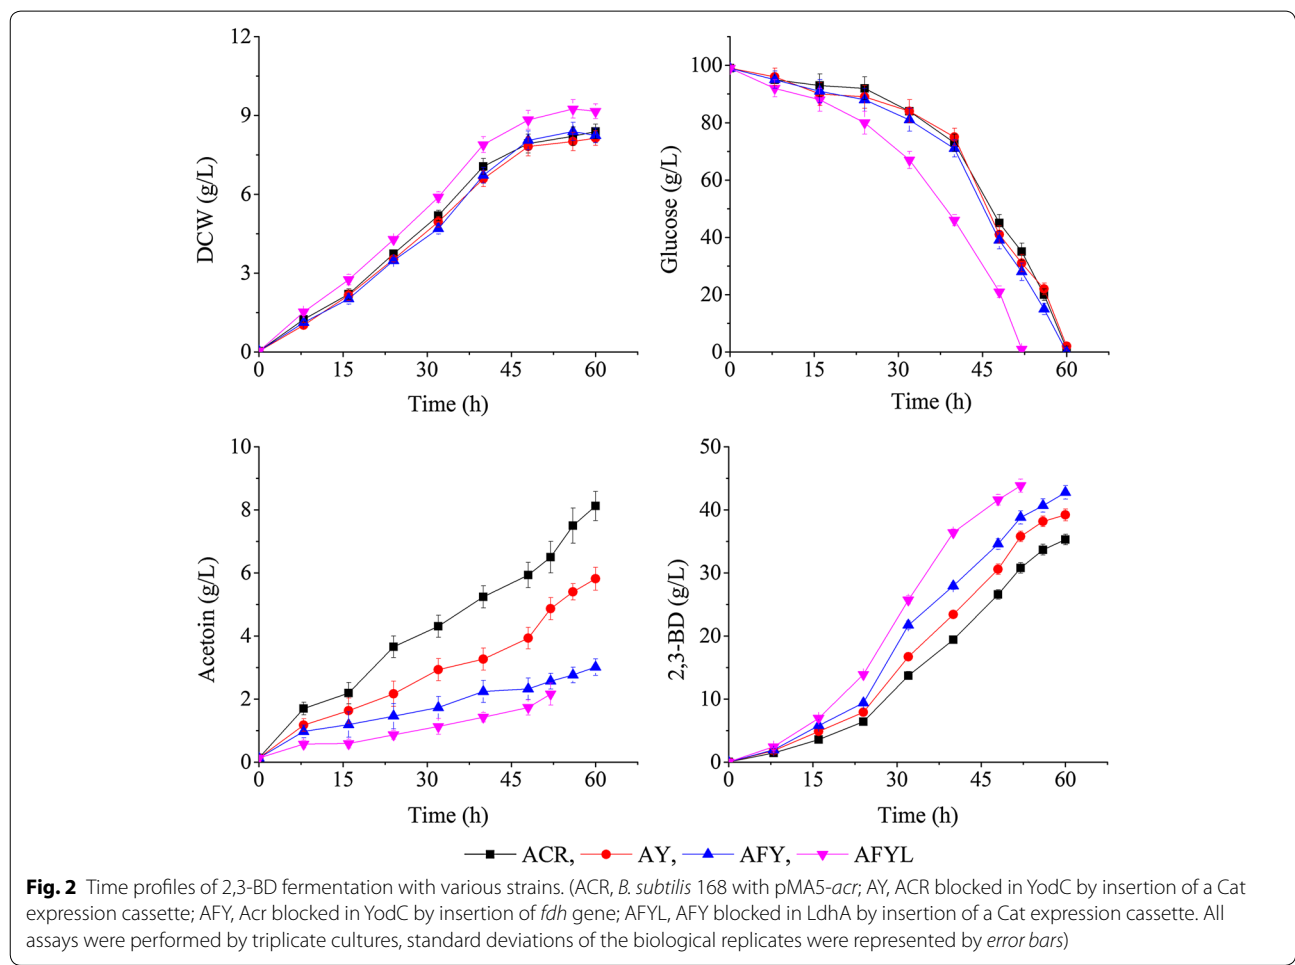 12
9
6
3
0
DCW (g/L)
0 15 30 45 60
Time (h)
100
80
60
40
20
0
Glucose (g/L)
0 15 30 45 60
Time (h)
10
8
6
4
2
0
Acetoin (g/L)
0 15 30 45 60
Time (h)
50
40
30
20
10
0
2,3-BD (g/L)
0 15 30 45 60
Time (h)
ACR, AY, AFY, AFYL
Fig. 2 Time profiles of 2,3-BD fermentation with various strains. (ACR, B. subtilis 168 with pMA5-acr; AY, ACR blocked in YodC by insertion of a Cat
expression cassette; AFY, Acr blocked in YodC by insertion of fdh gene; AFYL, AFY blocked in LdhA by insertion of a Cat expression cassette. All
assays were performed by triplicate cultures, standard deviations of the biological replicates were represented by error bars)